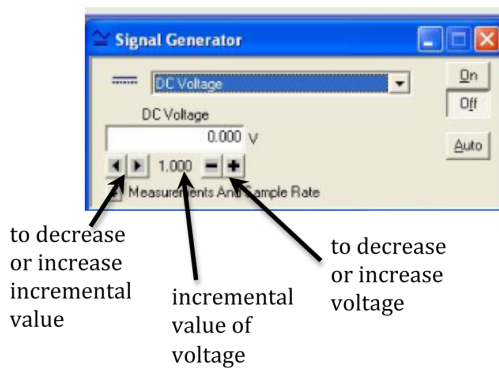 Signal Generator
DC Voltage
On
Off
DC Voltage
0.000 V
Auto
1.000
Measurements And Sample Rate
to decrease
or increase
incremental
value
incremental
value of
voltage
to decrease
or increase
voltage